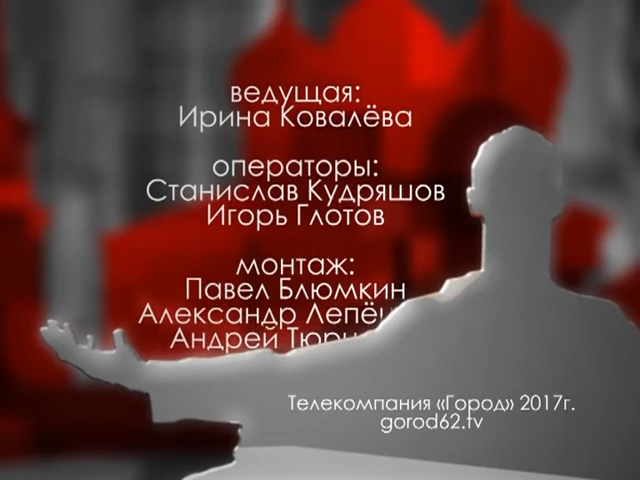 ведущая:
Ирина Ковалёва
операторы:
Станислав Кудряшов
Игорь Глотов
монтаж:
Павел Блюмкин
Александр
Андрей
Телекомпания «Город» 2017г.
gorod62.tv